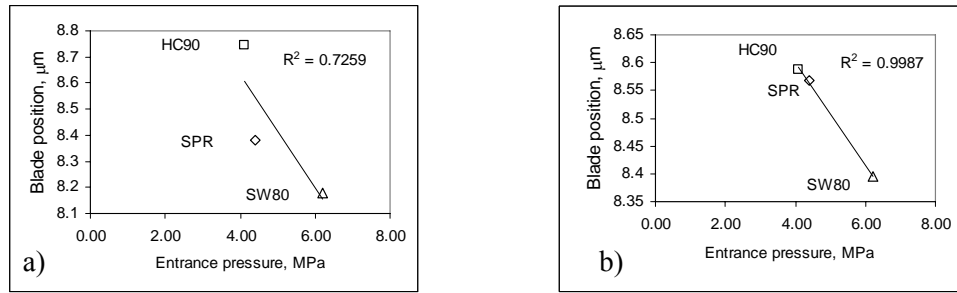 8.8
8.7
8.6
8.5
8.4
8.3
8.2
8.1
Blade position, μm
HC90
R² = 0.7259
SPR
SW80
0.00 2.00 4.00 6.00 8.00
Entrance pressure, MPa
a)
8.65
8.6
8.55
8.5
8.45
8.4
8.35
Blade position, μm
HC90
R² = 0.9987
SPR
SW80
0.00 2.00 4.00 6.00 8.00
Entrance pressure, MPa
b)